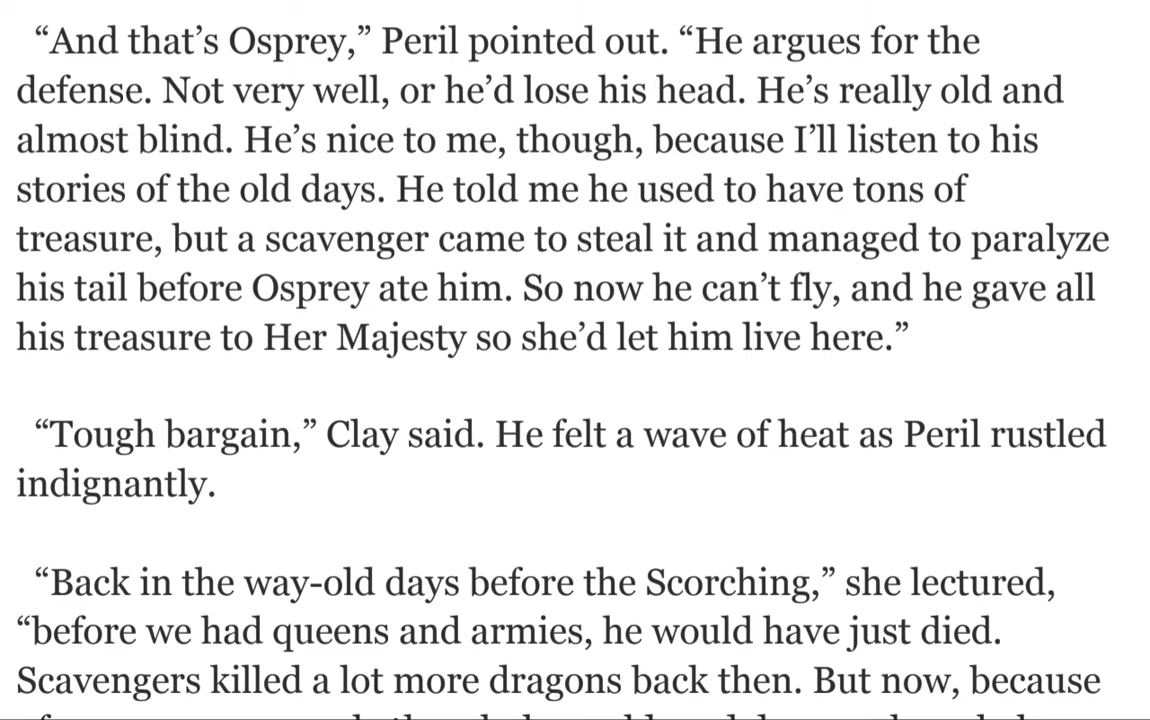 “And that’s Osprey,” Peril pointed out. “He argues for the
defense. Not very well, or he’d lose his head. He’s really old and
almost blind. He’s nice to me, though, because I’ll listen to his
stories of the old days. He told me he used to have tons of
treasure, but a scavenger came to steal it and managed to paralyze
his tail before Osprey ate him. So now he can’t fly, and he gave all
his treasure to Her Majesty so she’d let him live here.”
“Tough bargain,” Clay said. He felt a wave of heat as Peril rustled
indignantly.
“Back in the way-old days before the Scorching,” she lectured,
“before we had queens and armies, he would have just died.
Scavengers killed a lot more dragons back then. But now, because